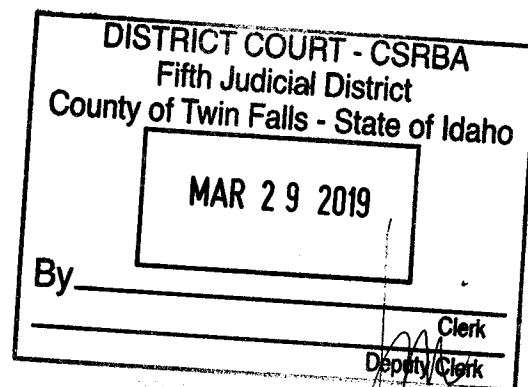 DISTRICT COURT - CSRBA
Fifth Judicial District
County of Twin Falls - State of Idaho
MAR 29 2019
By
Clerk
Deputy Clerk